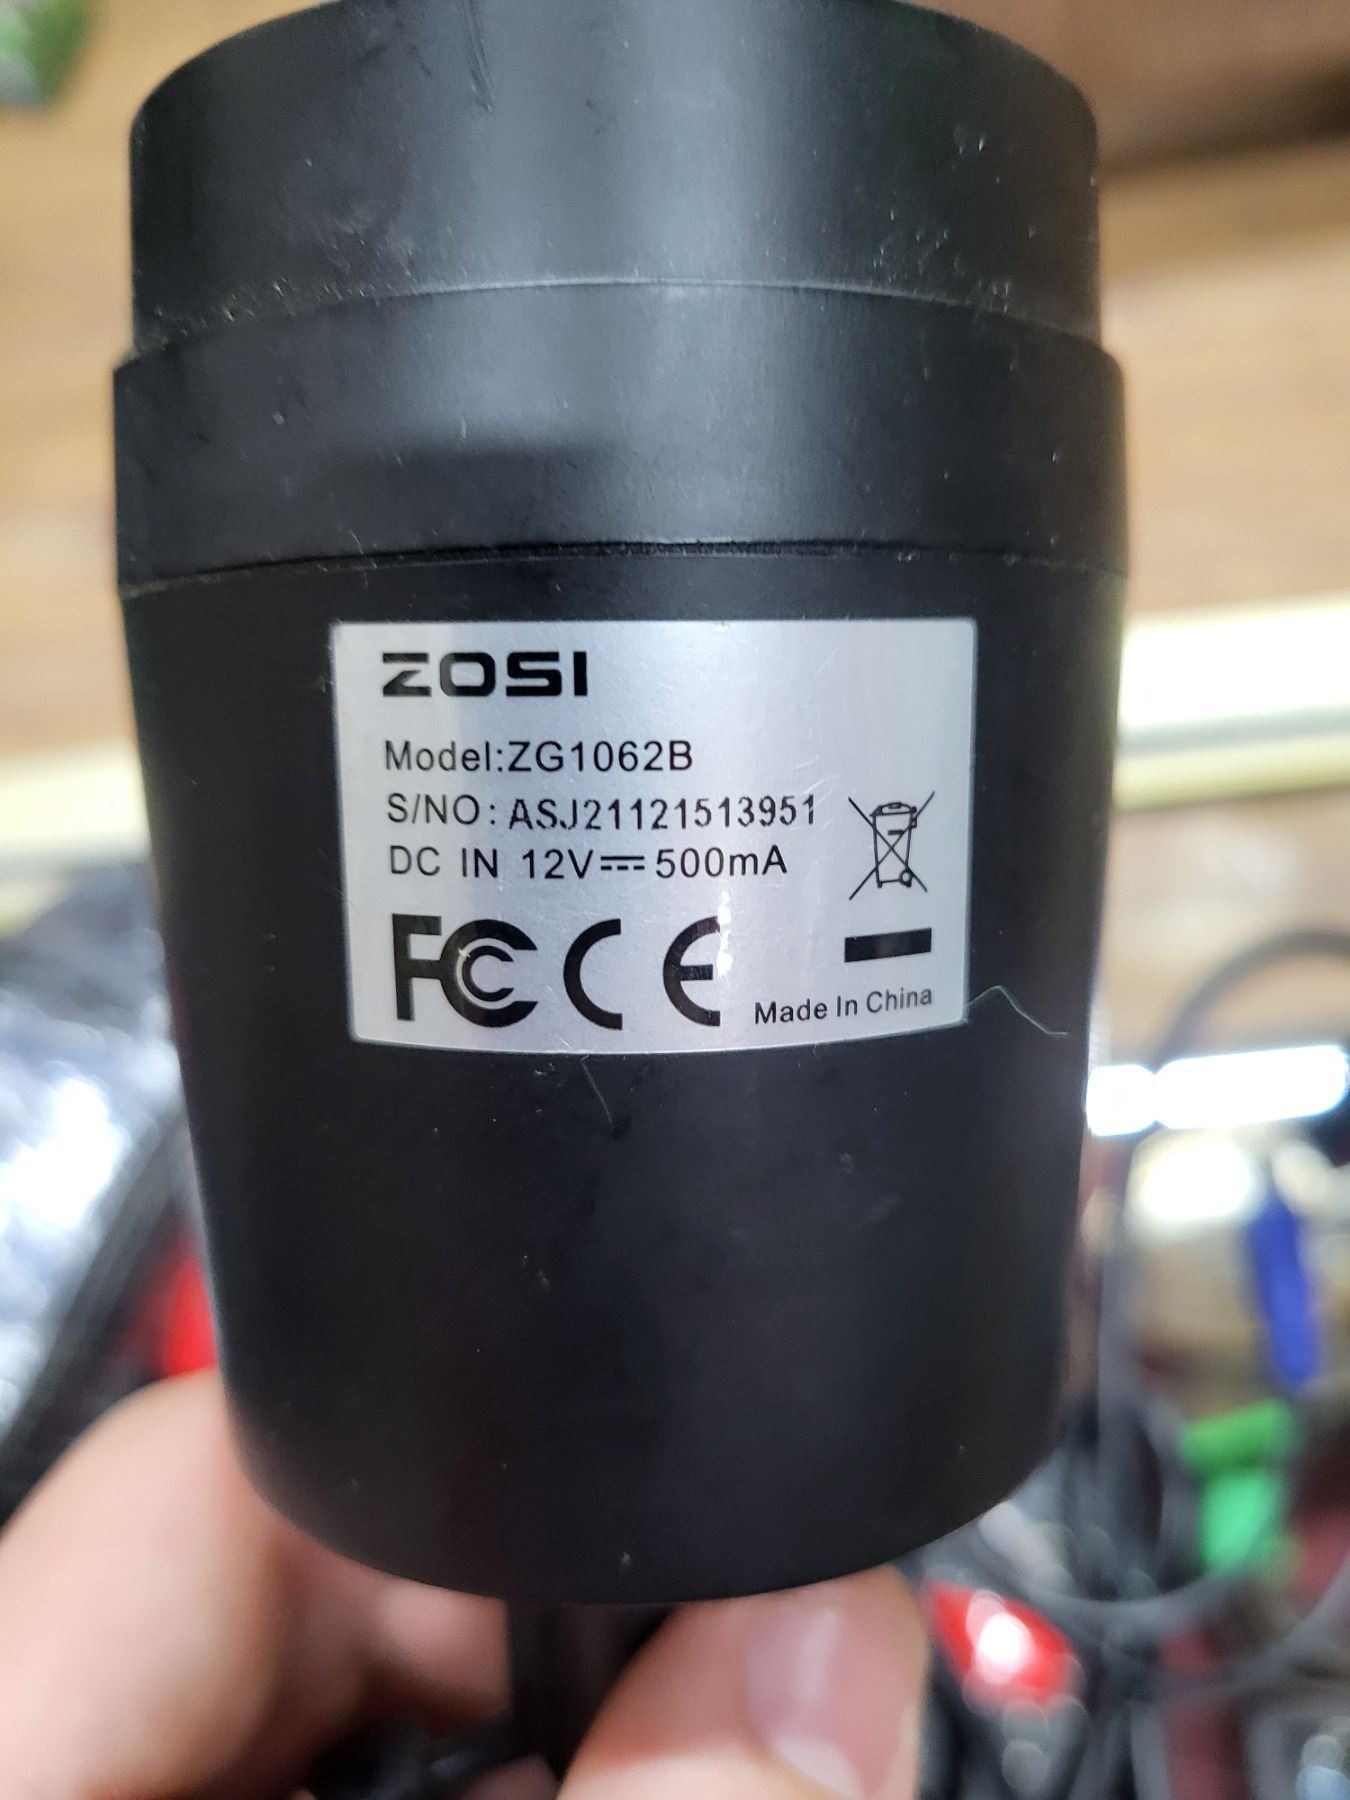 ZOSI
Model:ZG1062B
S/NO: ASJ21121513951
DC IN 12V⎓500mA
FC CE
Made In China